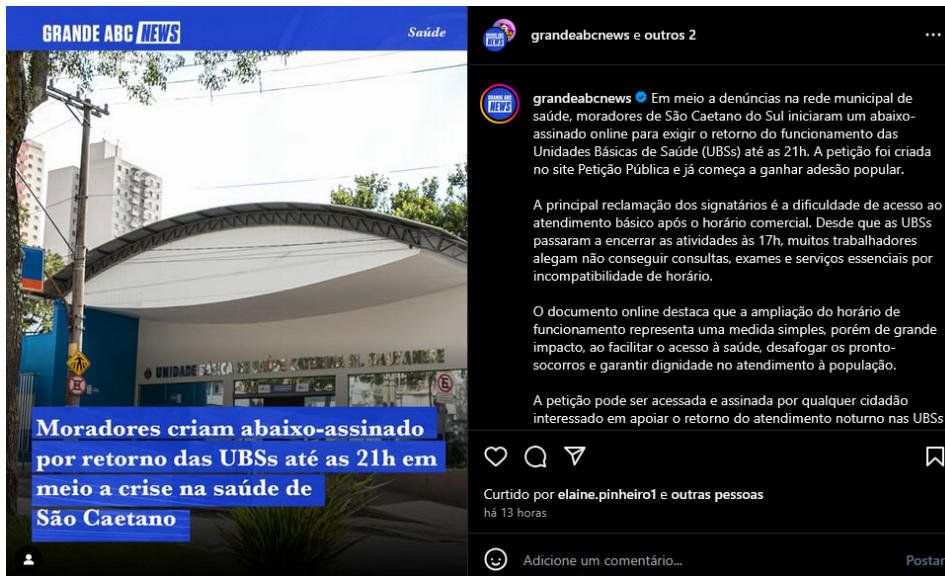 GRANDE ABC NEWS
Saúde
UNIDADE BÁSICA DE SAÚDE CATERINA
Moradores criam abaixo-assinado
por retorno das UBSs até as 21h em
meio a crise na saúde de
São Caetano
grandeabcnews e outros 2
grandeabcnews Em meio a denúncias na rede municipal de
saúde, moradores de São Caetano do Sul iniciaram um abaixo-
assinado online para exigir o retorno do funcionamento das
Unidades Básicas de Saúde (UBSs) até as 21h. A petição foi criada
no site Petição Pública e já começa a ganhar adesão popular.
A principal reclamação dos signatários é a dificuldade de acesso ao
atendimento básico após o horário comercial. Desde que as UBSs
passaram a encerrar as atividades às 17h, muitos trabalhadores
alegam não conseguir consultas, exames e serviços essenciais por
incompatibilidade de horário.
O documento online destaca que a ampliação do horário de
funcionamento representa uma medida simples, porém de grande
impacto, ao facilitar o acesso à saúde, desafogar os pronto-
socorros e garantir dignidade no atendimento à população.
A petição pode ser acessada e assinada por qualquer cidadão
interessado em apoiar o retorno do atendimento noturno nas UBSs
Curtido por elaine.pinheiro1 e outras pessoas
há 13 horas
Adicione um comentário...
Postar